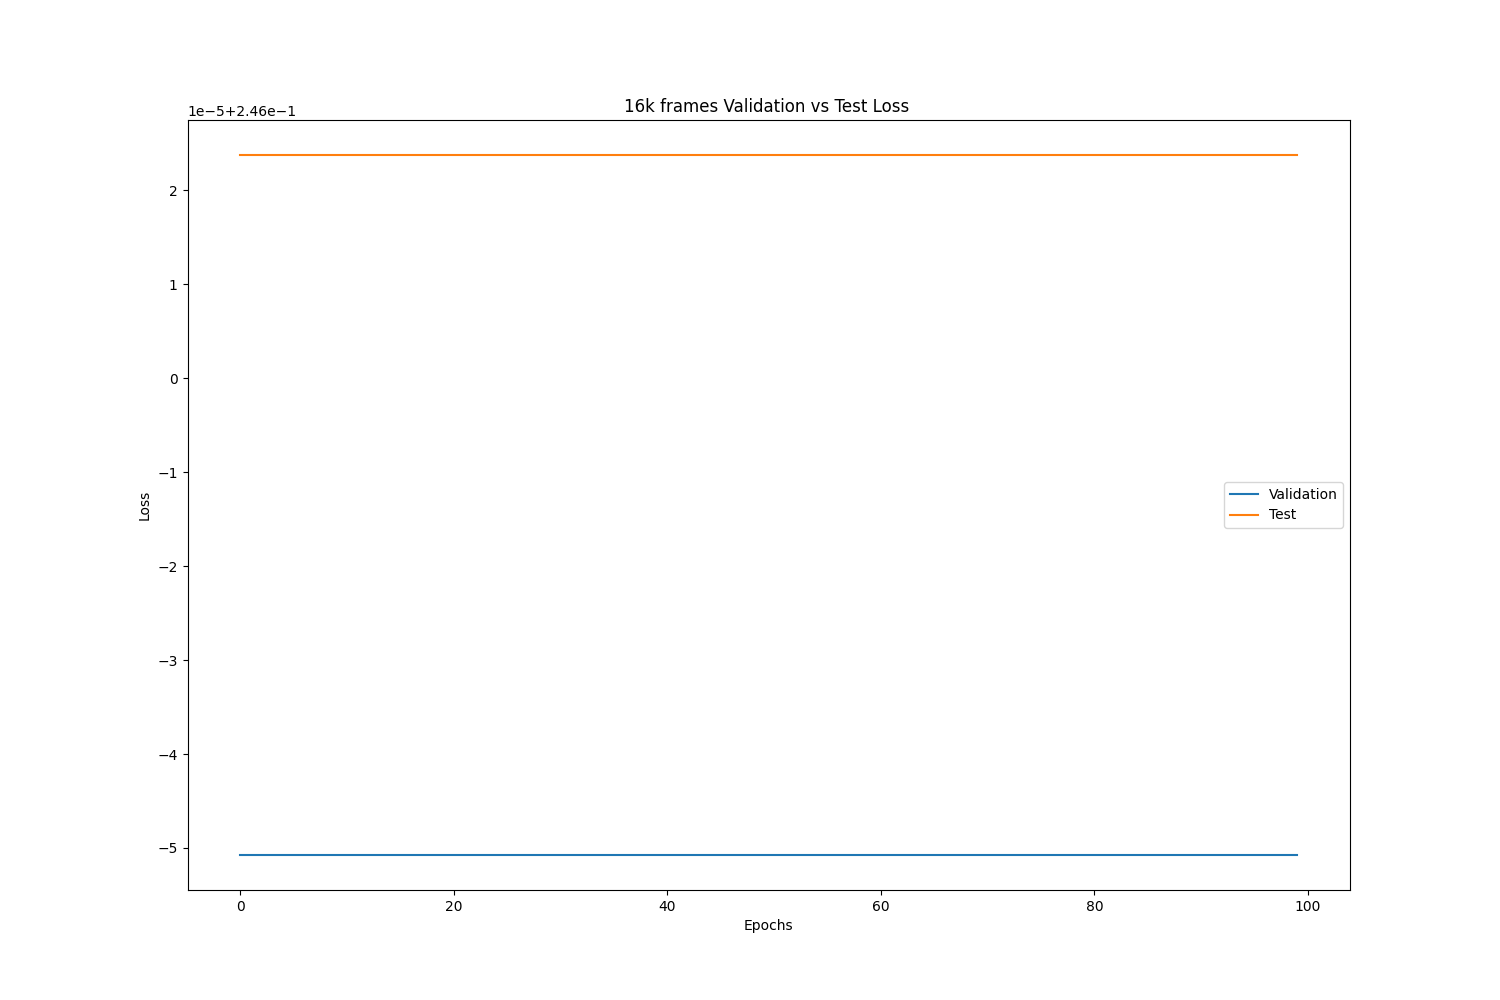 16k frames Validation vs Test Loss
1e−5+2.46e−1
2
1
0
−1
−2
−3
−4
−5
Loss
Validation
Test
0 20 40 60 80 100
Epochs